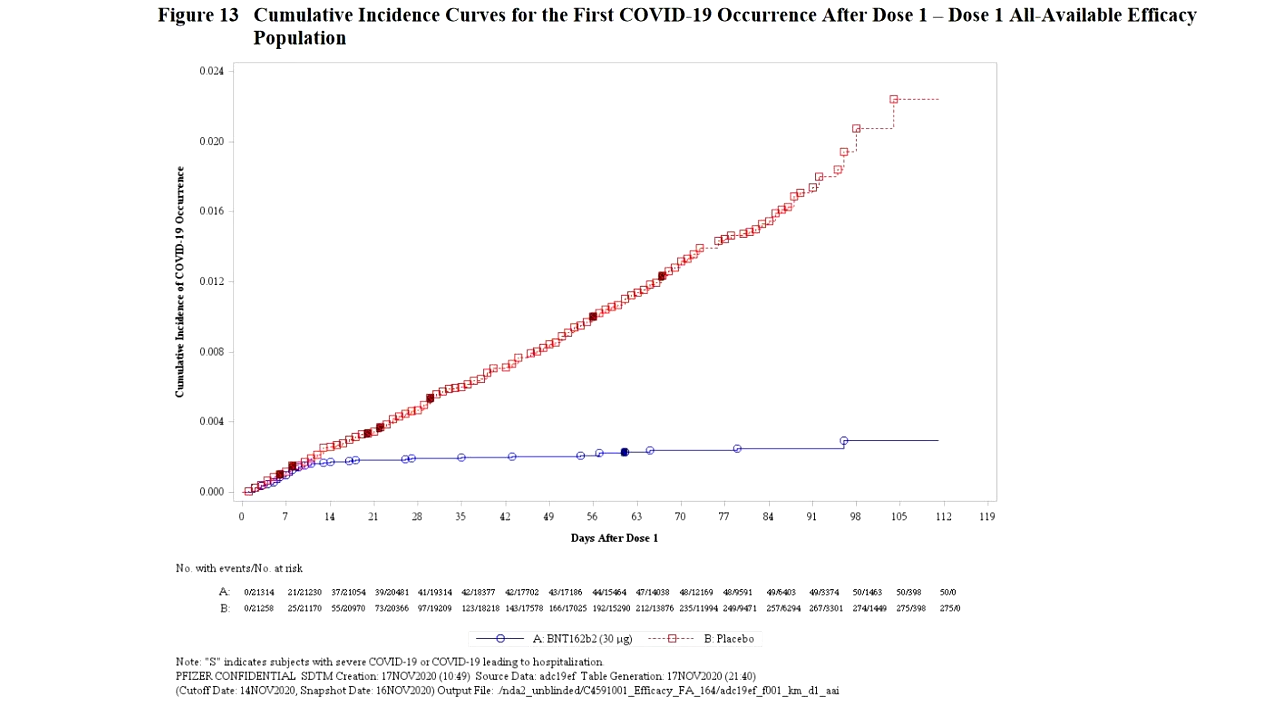 Figure 13 Cumulative Incidence Curves for the First COVID-19 Occurrence After Dose 1 – Dose 1 All-Available Efficacy
Population
Cumulative Incidence of COVID-19 Occurrence
0.024
0.020
0.016
0.012
0.008
0.004
0.000
0 7 14 21 28 35 42 49 56 63 70 77 84 91 98 105 112 119
Days After Dose 1
No. with events/No. at risk
A: 0/21314 21/21230 37/21054 39/20481 41/19314 42/18377 42/17702 43/17186 44/15464 47/14038 48/12169 48/9591 49/6403 49/3374 50/1463 50/398 50/0
B: 0/21258 25/21170 55/20970 73/20366 97/19209 123/18218 143/17578 166/17025 192/15290 212/13876 235/11994 249/9471 257/6294 267/3301 274/1449 275/398 275/0
A: BNT162b2 (30 μg) B: Placebo
Note: "S" indicates subjects with severe COVID-19 or COVID-19 leading to hospitalization.
PFIZER CONFIDENTIAL SDTM Creation: 17NOV2020 (10:49) Source Data: adc19ef Table Generation: 17NOV2020 (21:40)
(Cutoff Date: 14NOV2020, Snapshot Date: 16NOV2020) Output File: ./nda2_unblinded/C4591001_Efficacy_FA_164/adc19ef_f001_km_d1_aai